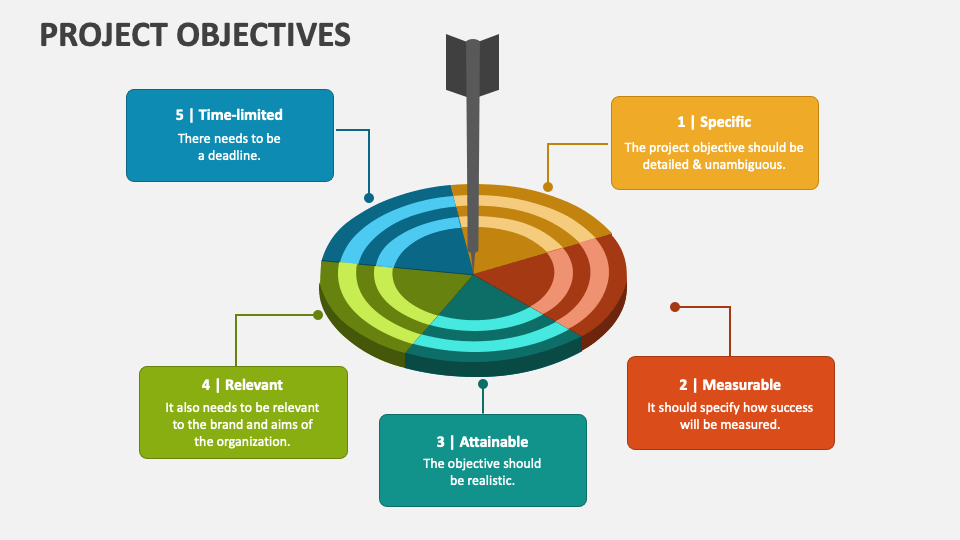 PROJECT OBJECTIVES
1 | Specific
The project objective should be
detailed & unambiguous.
2 | Measurable
It should specify how success
will be measured.
3 | Attainable
The objective should
be realistic.
4 | Relevant
It also needs to be relevant
to the brand and aims of
the organization.
5 | Time-limited
There needs to be
a deadline.